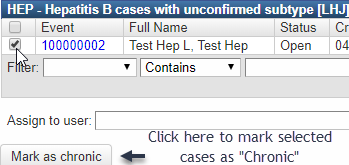 HEP - Hepatitis B cases with unconfirmed subtype [LHJ]
Event Full Name Status Cr
100000002 Test Hep L, Test Hep Open 04
Filter: Contains
Assign to user:
Click here to mark selected
Mark as chronic cases as "Chronic"